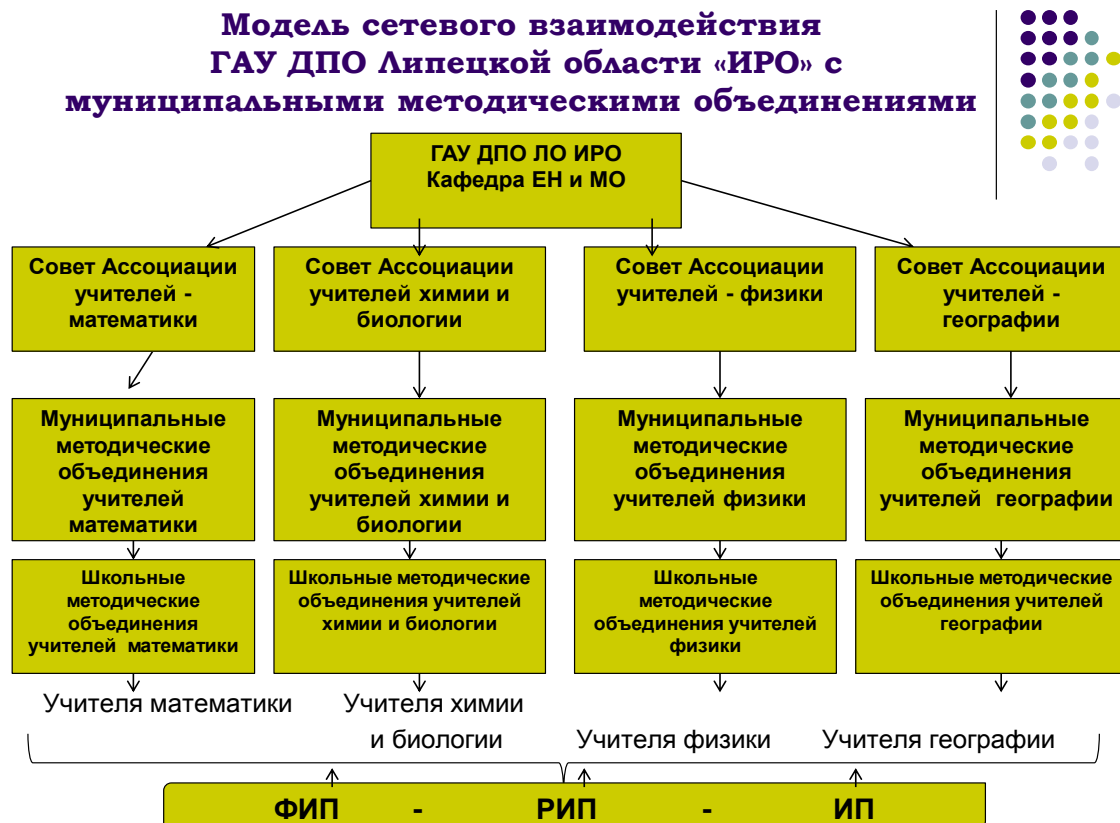 Модель сетевого взаимодействия
ГАУ ДПО Липецкой области «ИРО» с
муниципальными методическими объединениями
ГАУ ДПО ЛО ИРО
Кафедра ЕН и МО
Совет Ассоциации
учителей -
математики
Совет Ассоциации
учителей химии и
биологии
Совет Ассоциации
учителей - физики
Совет Ассоциации
учителей -
географии
Муниципальные
методические
объединения
учителей
математики
Муниципальные
методические
объединения
учителей химии и
биологии
Муниципальные
методические
объединения
учителей физики
Муниципальные
методические
объединения
учителей географии
Школьные
методические
объединения
учителей математики
Школьные методические
объединения учителей
химии и биологии
Школьные
методические
объединения учителей
физики
Школьные методические
объединения учителей
географии
Учителя математики
Учителя химии
и биологии
Учителя физики
Учителя географии
ФИП - РИП - ИП